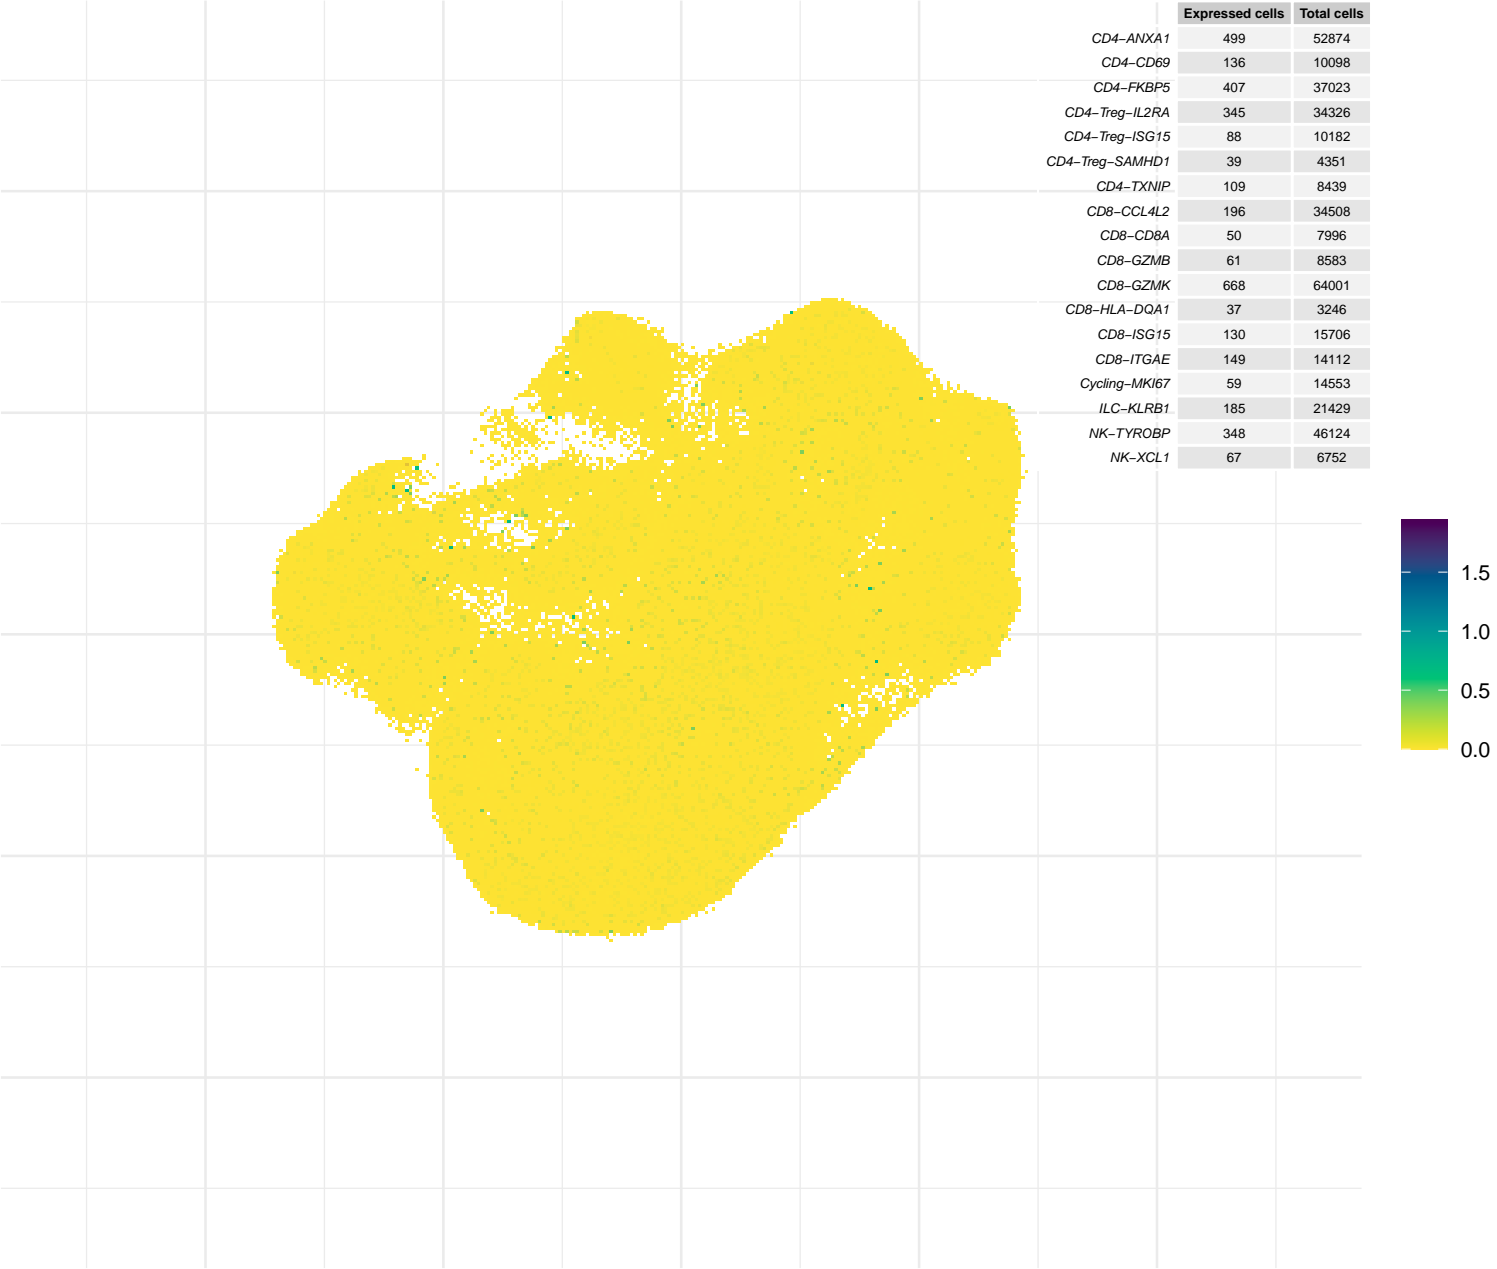 Expressed cells Total cells
CD4−ANXA1 499 52874
CD4−CD69 136 10098
CD4−FKBP5 407 37023
CD4−Treg−IL2RA 345 34326
CD4−Treg−ISG15 88 10182
CD4−Treg−SAMHD1 39 4351
CD4−TXNIP 109 8439
CD8−CCL4L2 196 34508
CD8−CD8A 50 7996
CD8−GZMB 61 8583
CD8−GZMK 668 64001
CD8−HLA−DQA1 37 3246
CD8−ISG15 130 15706
CD8−ITGAE 149 14112
Cycling−MKI67 59 14553
ILC−KLRB1 185 21429
NK−TYROBP 348 46124
NK−XCL1 67 6752
1.5
1.0
0.5
0.0